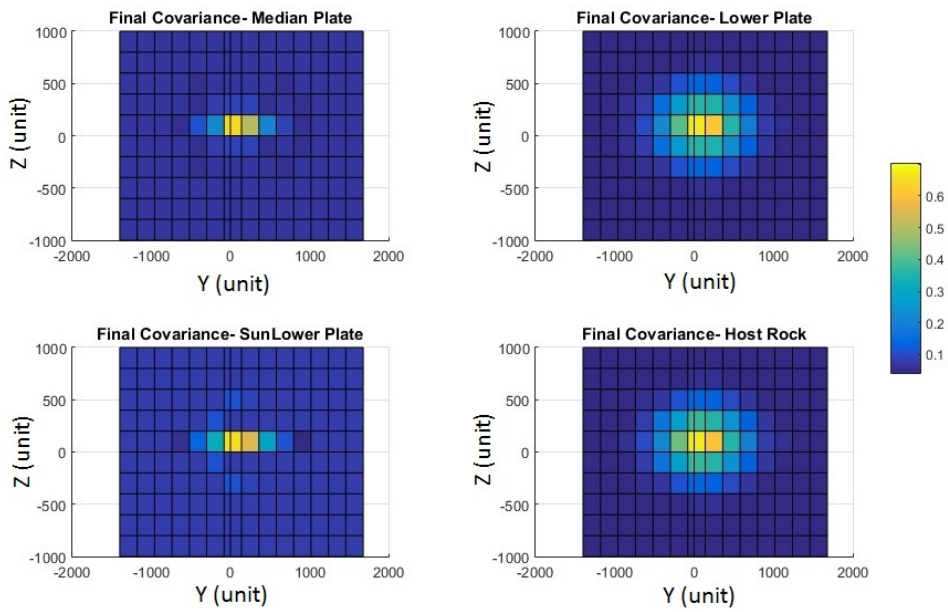 Final Covariance- Median Plate
1000
500
0
-500
-1000
-2000 -1000 0 1000 2000
Z (unit)
Y (unit)
Final Covariance- Lower Plate
1000
500
0
-500
-1000
-2000 -1000 0 1000 2000
Z (unit)
Y (unit)
Final Covariance- SunLower Plate
1000
500
0
-500
-1000
-2000 -1000 0 1000 2000
Z (unit)
Y (unit)
Final Covariance- Host Rock
1000
500
0
-500
-1000
-2000 -1000 0 1000 2000
Z (unit)
Y (unit)
0.6
0.5
0.4
0.3
0.2
0.1